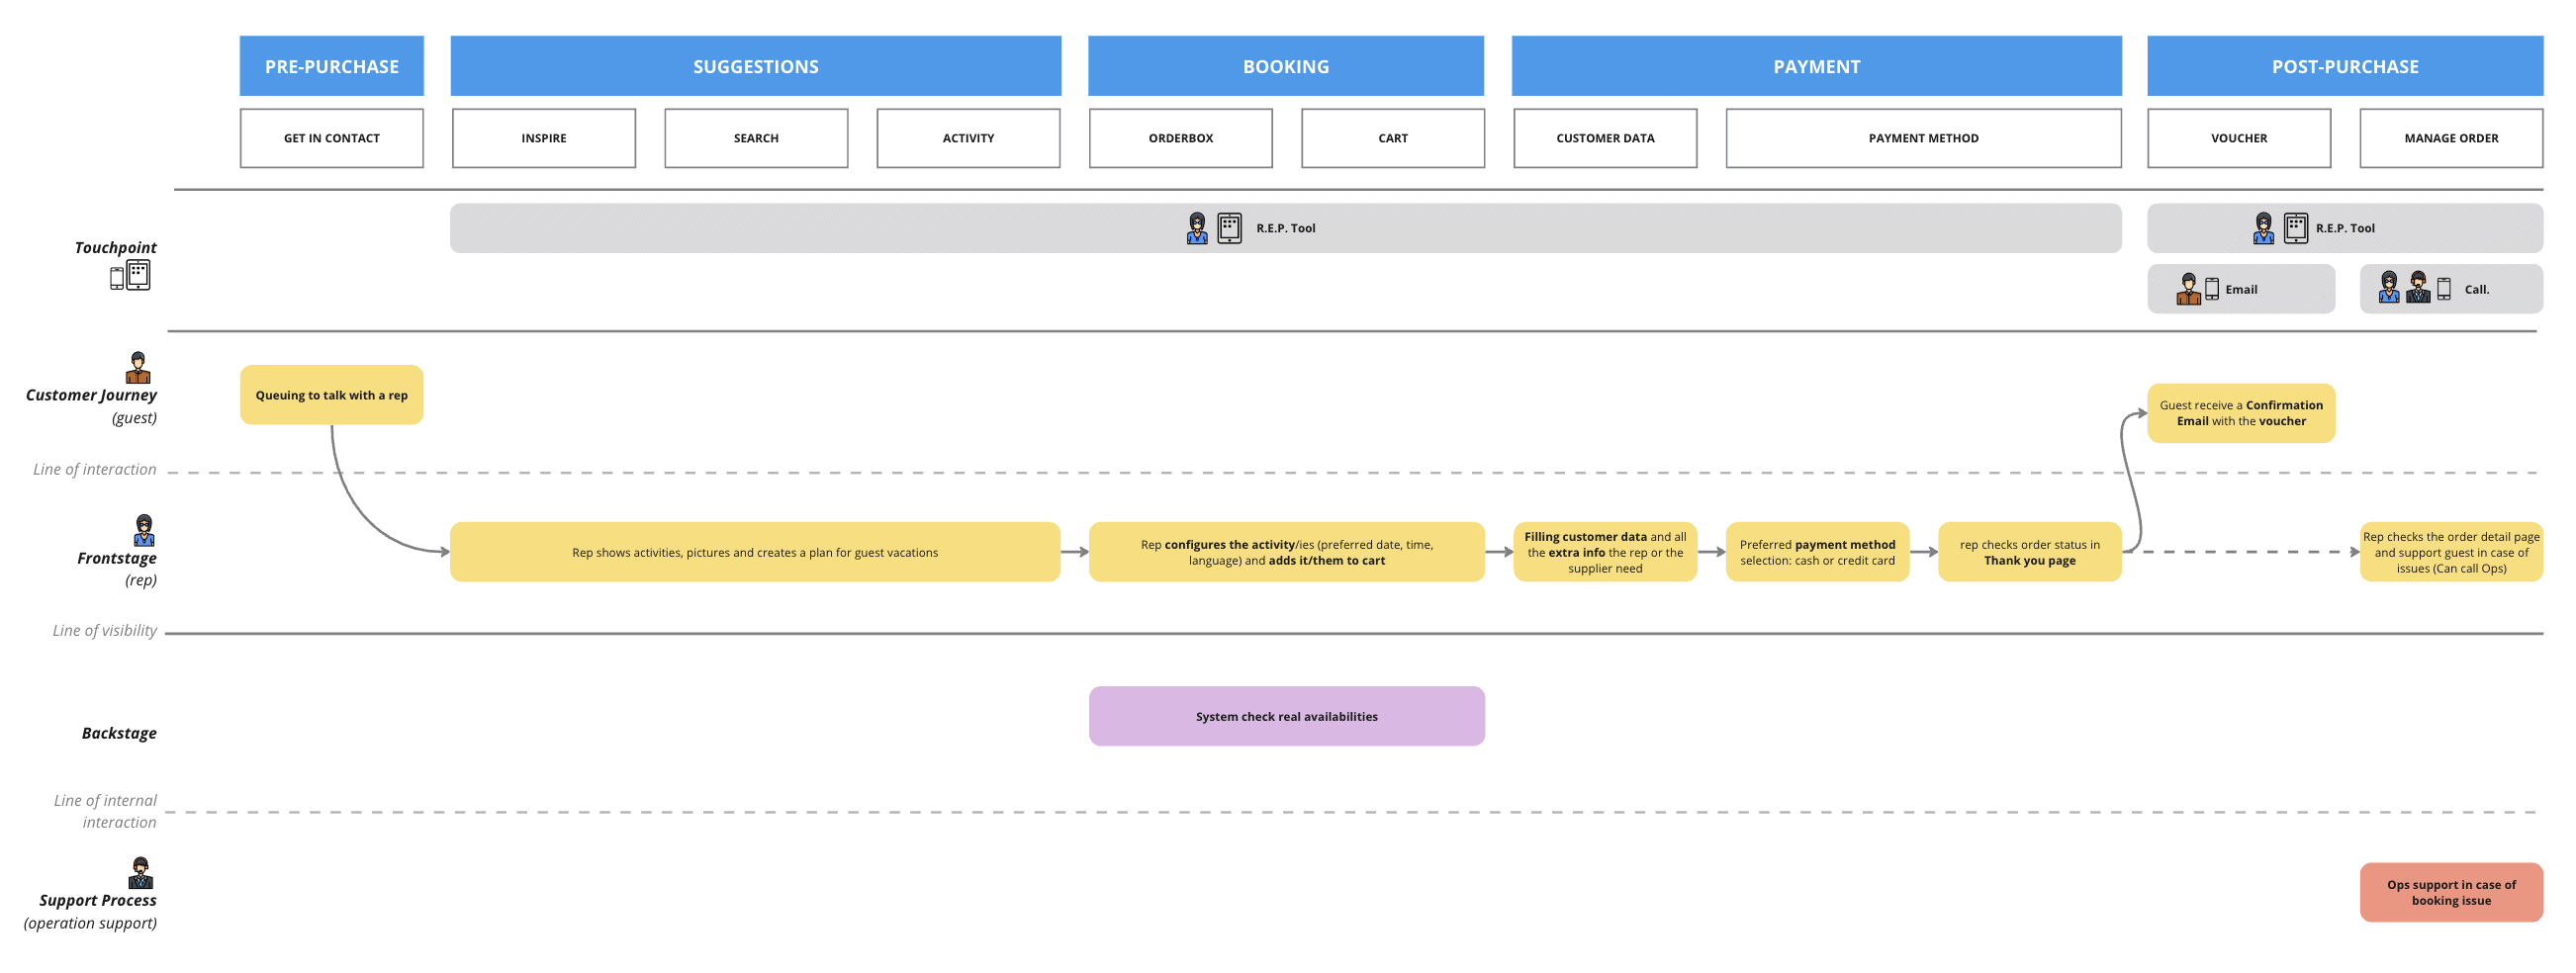 PRE-PURCHASE
SUGGESTIONS
BOOKING
PAYMENT
POST-PURCHASE
GET IN CONTACT
INSPIRE
SEARCH
ACTIVITY
ORDERBOX
CART
CUSTOMER DATA
PAYMENT METHOD
VOUCHER
MANAGE ORDER
Touchpoint
R.E.P. Tool
R.E.P. Tool
Email
Call.
Customer Journey
(guest)
Queuing to talk with a rep
Guest receive a Confirmation
Email with the voucher
Line of interaction
Frontstage
(rep)
Rep shows activities, pictures and creates a plan for guest vacations
Rep configures the activity/ies (preferred date, time,
language) and adds it/them to cart
Filling customer data and all
the extra info the rep or the
supplier need
Preferred payment method
selection: cash or credit card
rep checks order status in
Thank you page
Rep checks the order detail page
and support guest in case of
issues (Can call Ops)
Line of visibility
Backstage
System check real availabilities
Line of internal
interaction
Support Process
(operation support)
Ops support in case of
booking issue